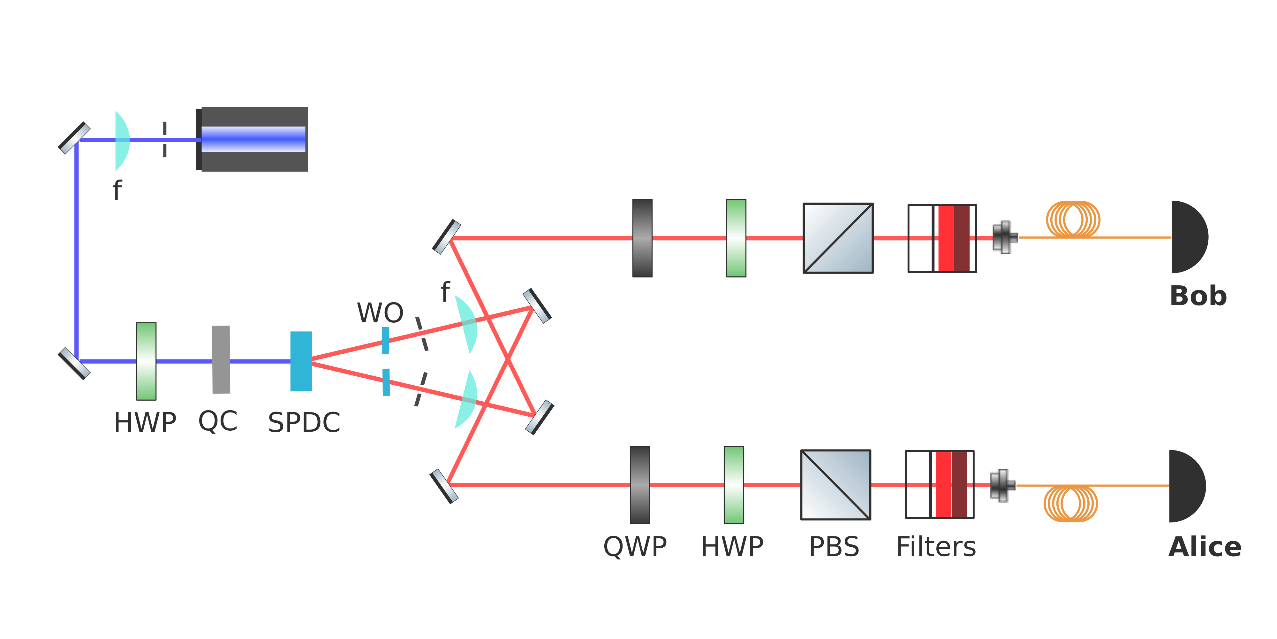 f
f
WO
Bob
HWP
QC
SPDC
QWP
HWP
PBS
Filters
Alice